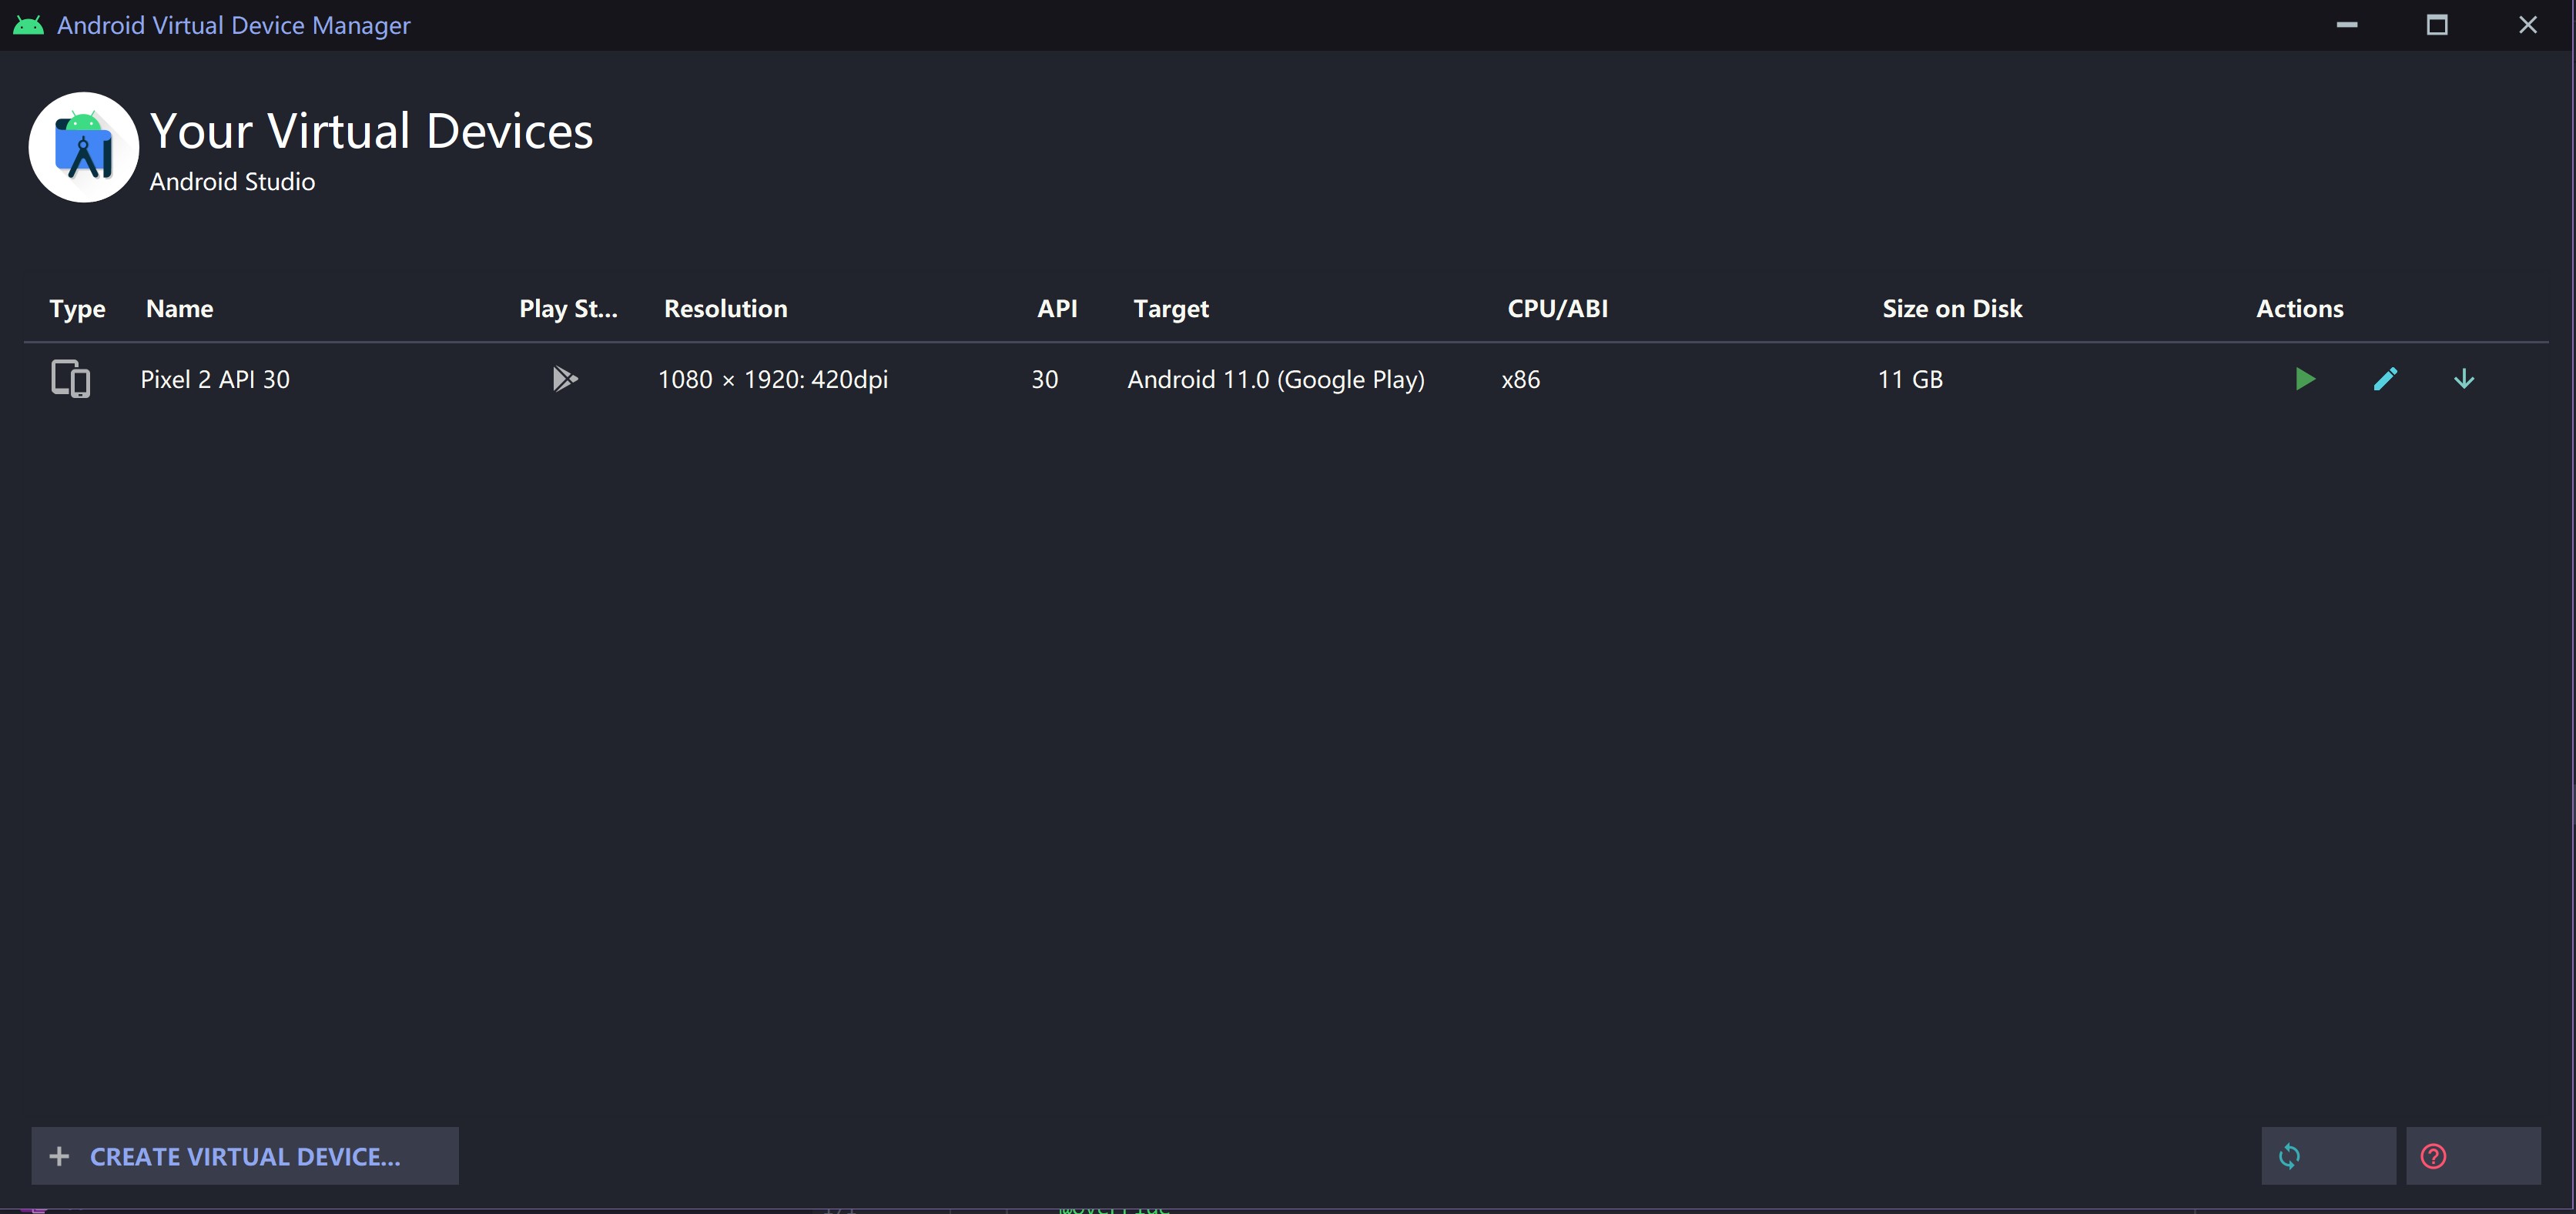 Android Virtual Device Manager
Your Virtual Devices
Android Studio
Type Name Play St... Resolution API Target CPU/ABI Size on Disk Actions
Pixel 2 API 30 1080 × 1920: 420dpi 30 Android 11.0 (Google Play) x86 11 GB
+ CREATE VIRTUAL DEVICE...
?